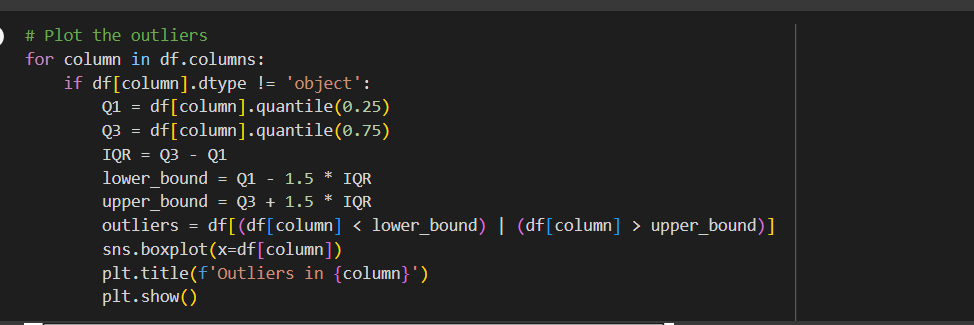 # Plot the outliers
for column in df.columns:
    if df[column].dtype != 'object':
        Q1 = df[column].quantile(0.25)
        Q3 = df[column].quantile(0.75)
        IQR = Q3 - Q1
        lower_bound = Q1 - 1.5 * IQR
        upper_bound = Q3 + 1.5 * IQR
        outliers = df[(df[column] < lower_bound) | (df[column] > upper_bound)]
        sns.boxplot(x=df[column])
        plt.title(f'Outliers in {column}')
        plt.show()